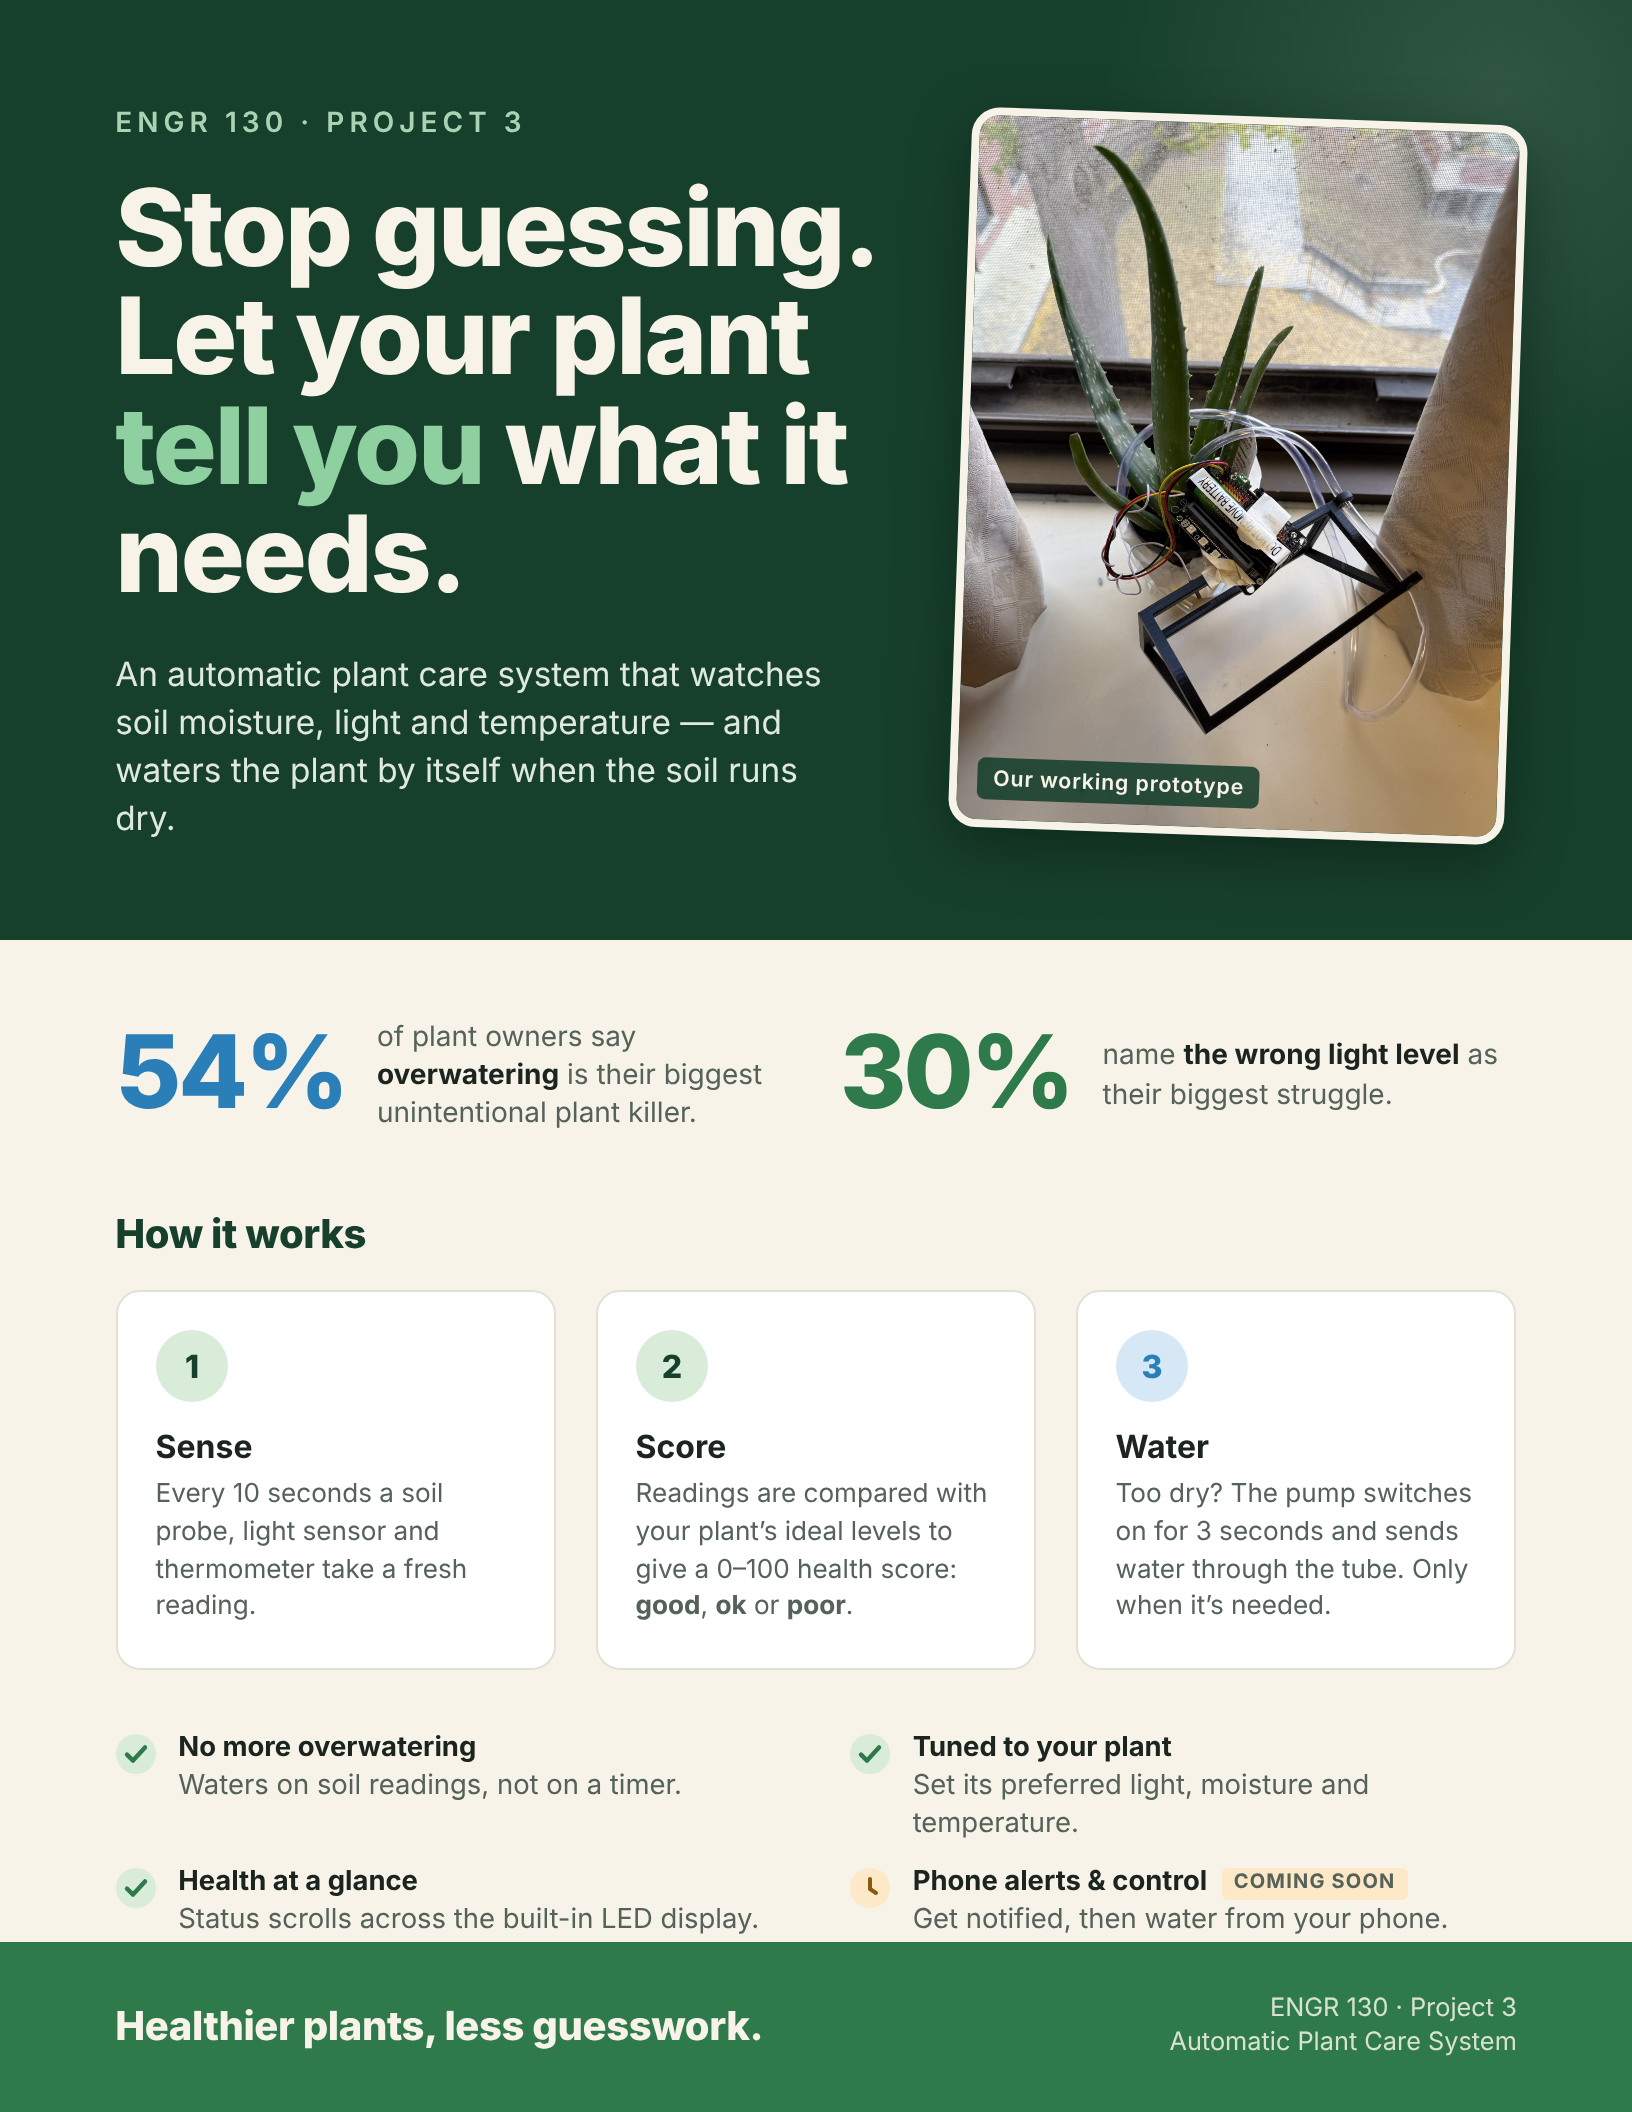 ENGR 130 · PROJECT 3
Stop guessing.
Let your plant
tell you what it
needs.
An automatic plant care system that watches
soil moisture, light and temperature — and
waters the plant by itself when the soil runs
dry.
Our working prototype
54%
of plant owners say
overwatering is their biggest
unintentional plant killer.
30%
name the wrong light level as
their biggest struggle.
How it works
1
Sense
Every 10 seconds a soil
probe, light sensor and
thermometer take a fresh
reading.
2
Score
Readings are compared with
your plant’s ideal levels to
give a 0–100 health score:
good, ok or poor.
3
Water
Too dry? The pump switches
on for 3 seconds and sends
water through the tube. Only
when it’s needed.
No more overwatering
Waters on soil readings, not on a timer.
Tuned to your plant
Set its preferred light, moisture and
temperature.
Health at a glance
Status scrolls across the built-in LED display.
Phone alerts & control COMING SOON
Get notified, then water from your phone.
Healthier plants, less guesswork.
ENGR 130 · Project 3
Automatic Plant Care System